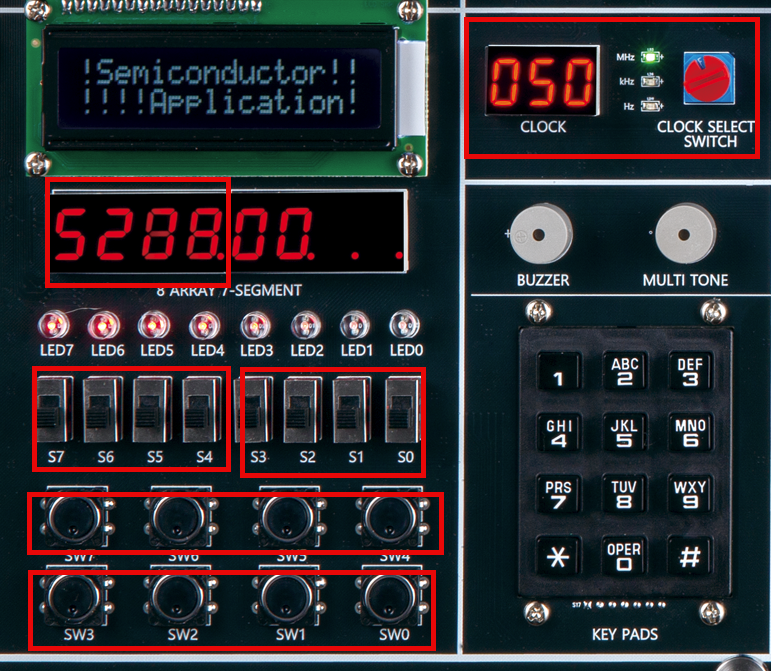 !Semiconductor!!
!!!!Application!
050
MHz
kHz
Hz
CLOCK
CLOCK SELECT
SWITCH
5288.00. . .
8 ARRAY 7-SEGMENT
BUZZER
MULTI TONE
LED7 LED6 LED5 LED4 LED3 LED2 LED1 LED0
S7 S6 S5 S4 S3 S2 S1 S0
SW7 SW6 SW5 SW4
SW3 SW2 SW1 SW0
1 ABC 2 DEF 3
GHI 4 JKL 5 MNO 6
PRS 7 TUV 8 WXY 9
* OPER 0 #
KEY PADS